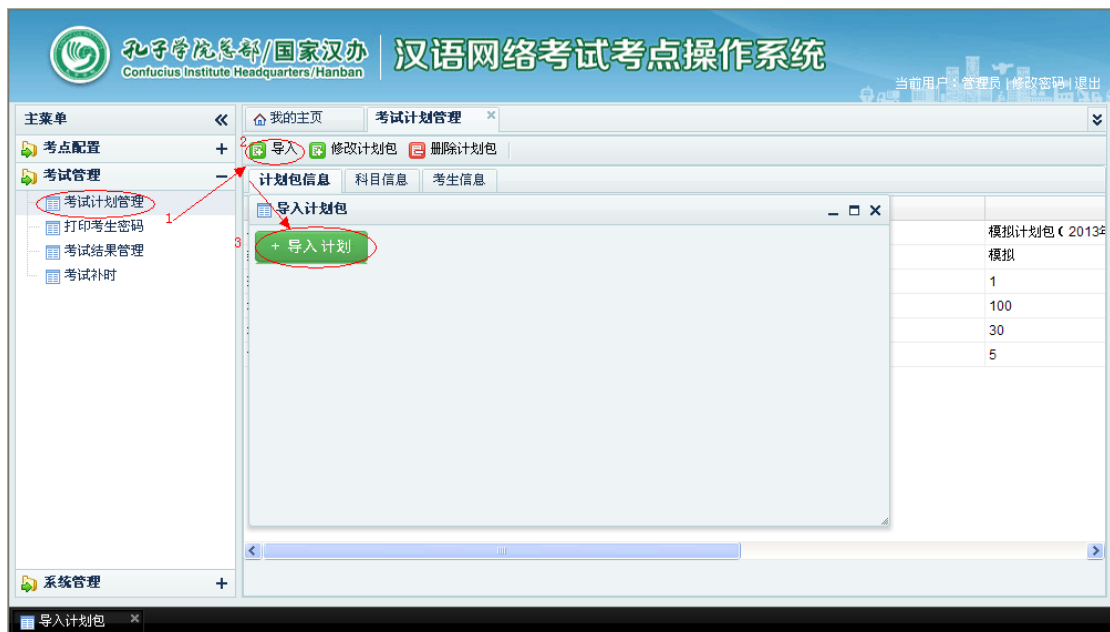 孔子学院总部/国家汉办
Confucius Institute Headquarters/Hanban
汉语网络考试考点操作系统
当前用户：管理员 | 修改密码 | 退出
主菜单
我的主页 考试计划管理
考点配置
2 导入 修改计划包 删除计划包
考试管理
计划包信息 科目信息 考生信息
考试计划管理
1
导入计划包
打印考生密码
模拟计划包（2013
3 + 导入计划
考试结果管理
模拟
考试补时
1
100
30
5
系统管理
导入计划包